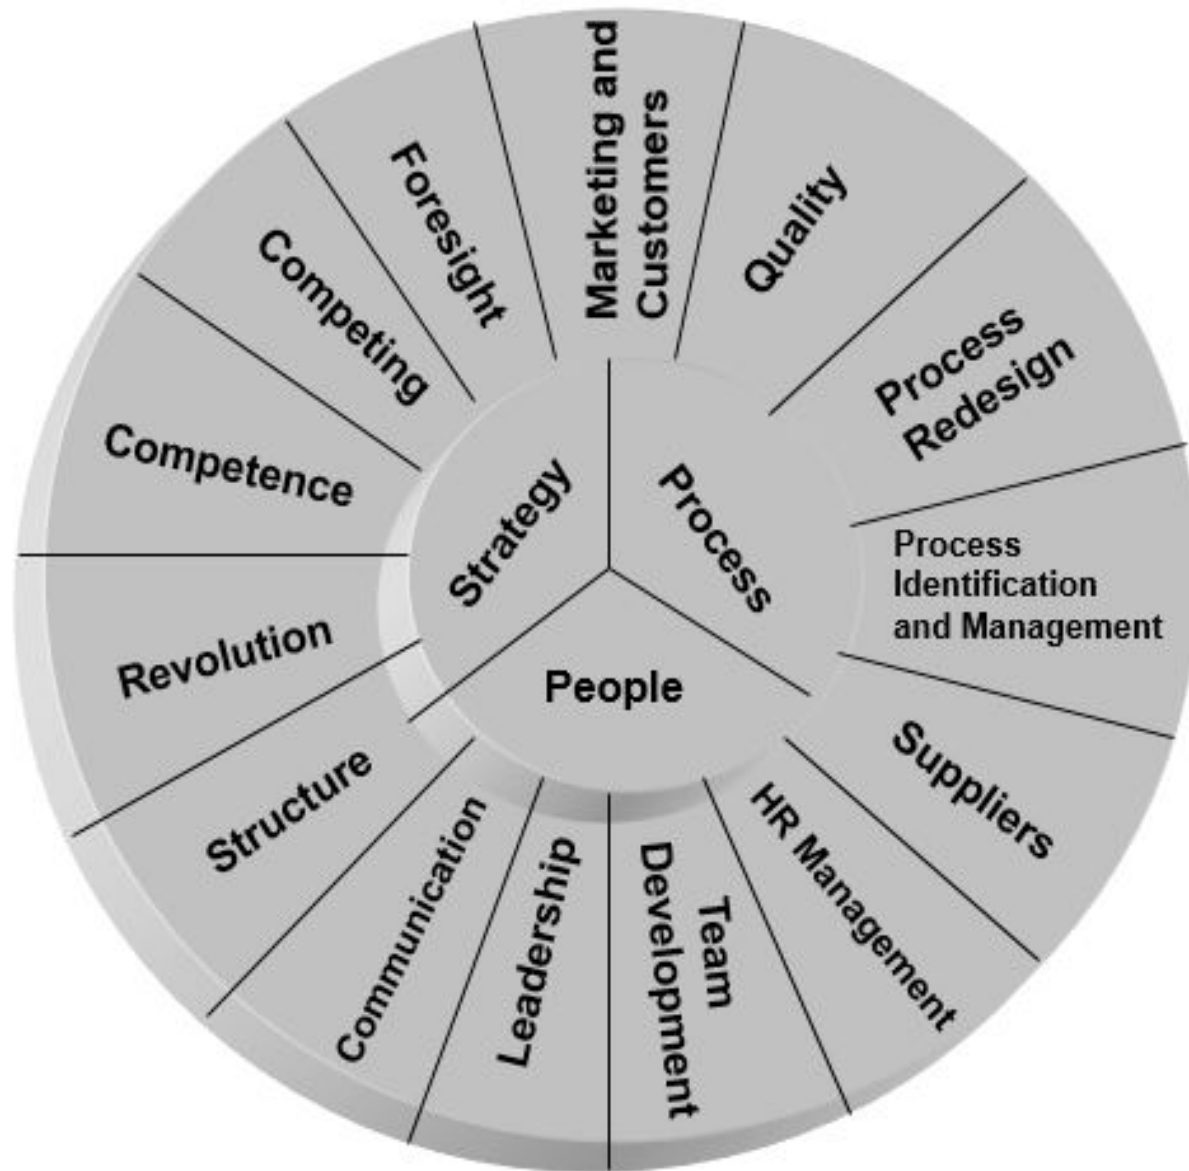 Marketing and
Customers
Quality
Process
Redesign
Process
Identification
and Management
Suppliers
HR Management
Team
Development
Leadership
Communication
Structure
Revolution
Competence
Competing
Foresight
Strategy
Process
People